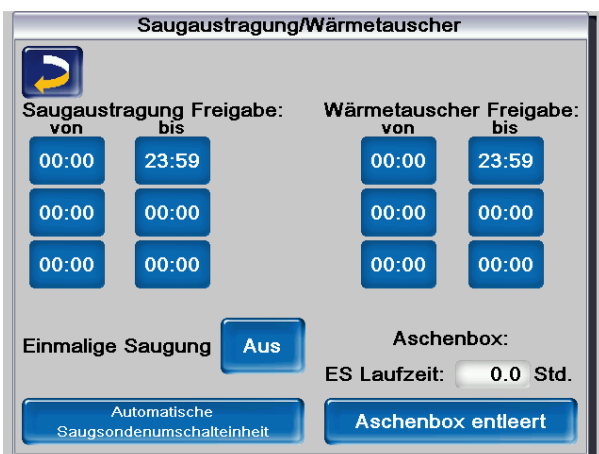 Saugaustragung/Wärmetauscher
Saugaustragung Freigabe: Wärmetauscher Freigabe:
von bis von bis
00:00 23:59 00:00 23:59
00:00 00:00 00:00 00:00
00:00 00:00 00:00 00:00
Einmalige Saugung Aus Aschenbox:
ES Laufzeit: 0.0 Std.
Automatische
Saugsondenumschalteinheit
Aschenbox entleert